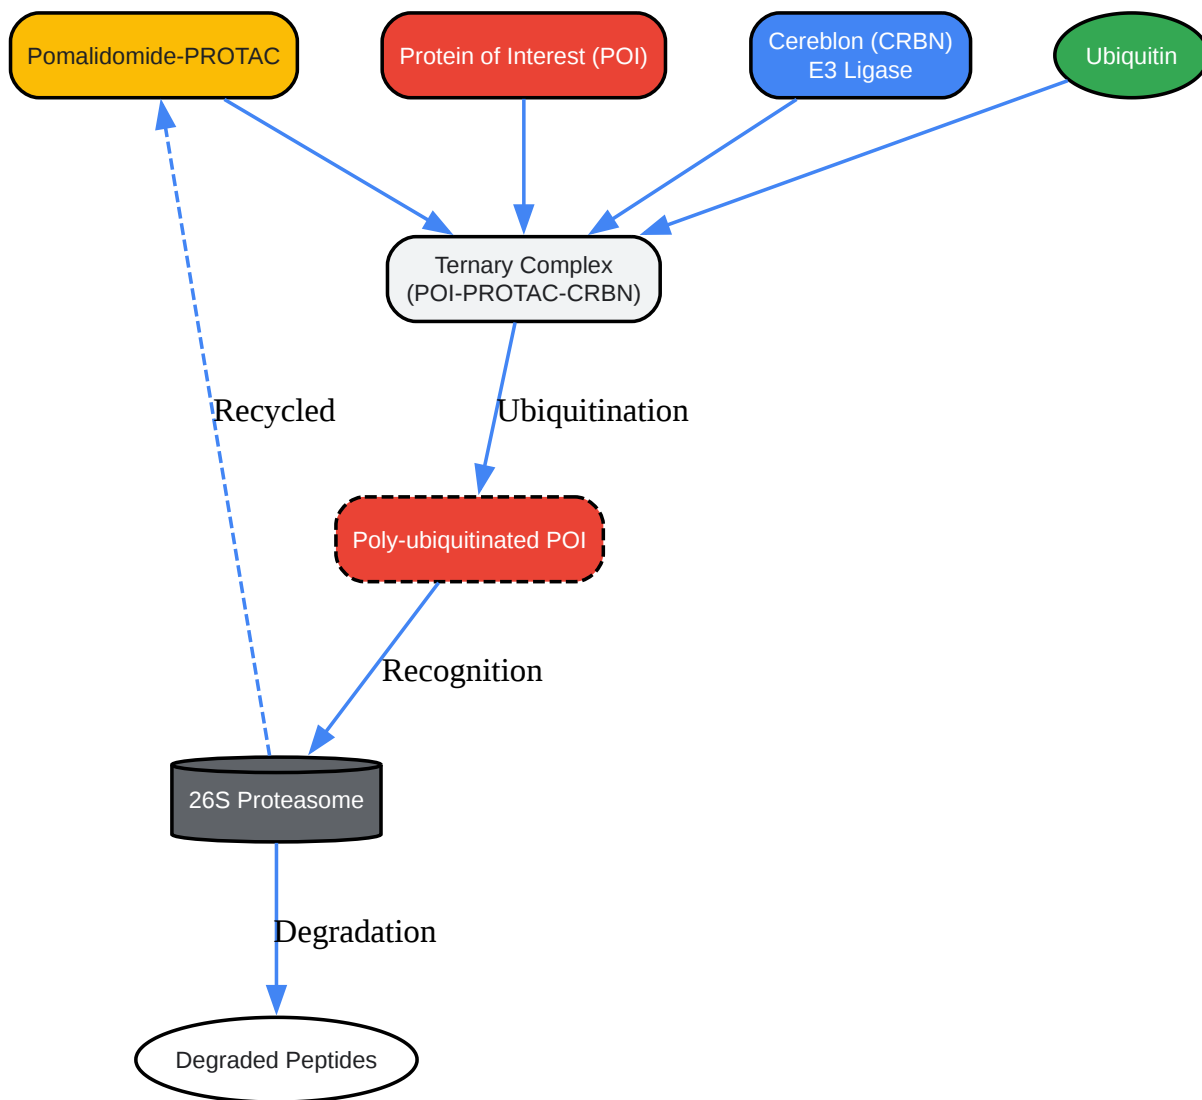 Pomalidomide-PROTAC
Protein of Interest (POI)
Cereblon (CRBN)
E3 Ligase
Ubiquitin
Ternary Complex
(POI-PROTAC-CRBN)
Recycled
Ubiquitination
Poly-ubiquitinated POI
Recognition
26S Proteasome
Degradation
Degraded Peptides